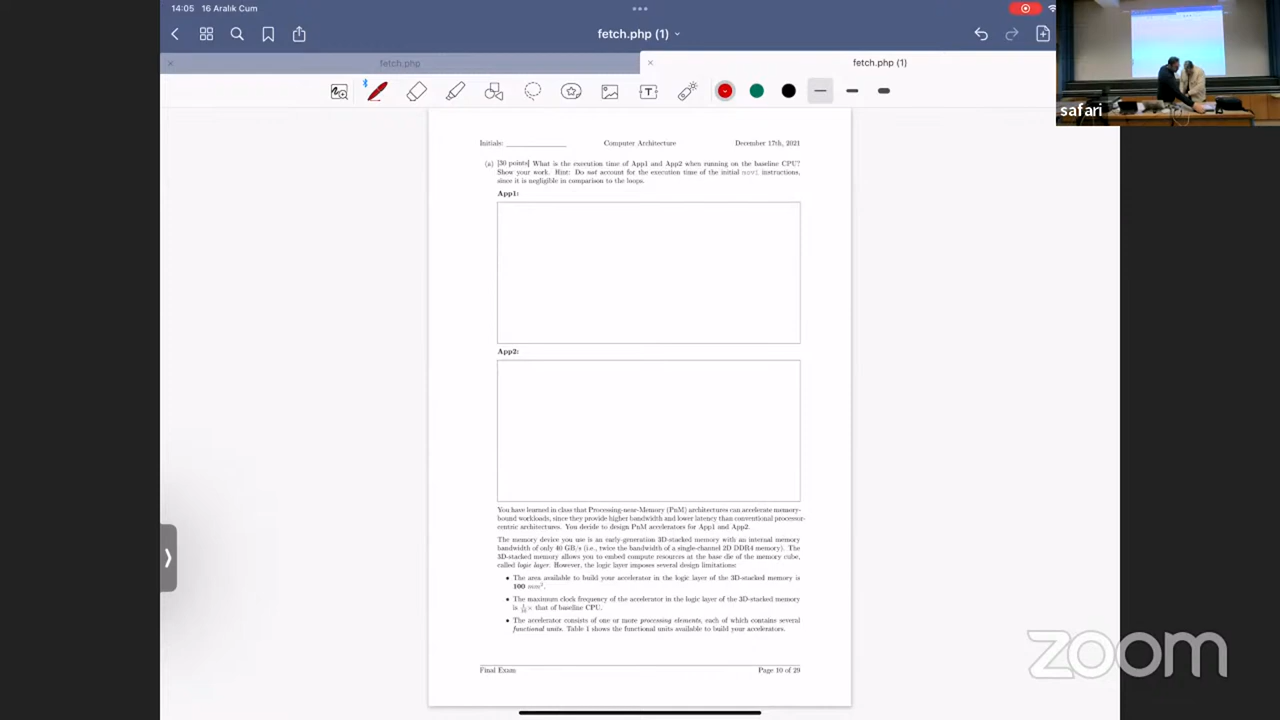 14:05 16 Aralık Cum
fetch.php (1)
fetch.php
fetch.php (1)
safari
Initials: Computer Architecture December 17th, 2021
(a) [30 points] What is the execution time of App1 and App2 when running on the baseline CPU?
Show your work. Hint: Do not account for the execution time of the initial movi instructions,
since it is negligible in comparison to the loops.
App1:
App2:
You have learned in class that Processing-near-Memory (PnM) architectures can accelerate memory-
bound workloads, since they provide higher bandwidth and lower latency than conventional processor-
centric architectures. You decide to design PnM accelerators for App1 and App2.
The memory device you use is an early-generation 3D-stacked memory with an internal memory
bandwidth of only 40 GB/s (i.e., twice the bandwidth of a single-channel 2D DDR4 memory). The
3D-stacked memory allows you to embed compute resources at the base die of the memory cube,
called logic layer. However, the logic layer imposes several design limitations:
• The area available to build your accelerator in the logic layer of the 3D-stacked memory is
100 mm².
• The maximum clock frequency of the accelerator in the logic layer of the 3D-stacked memory
is × that of baseline CPU.
• The accelerator consists of one or more processing elements, each of which contains several
functional units. Table 1 shows the functional units available to build your accelerators.
Final Exam Page 10 of 29
zoom